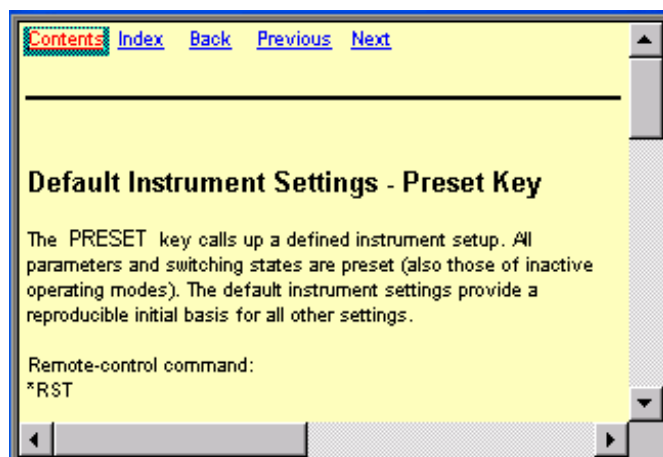 Contents Index Back Previous Next
Default Instrument Settings - Preset Key
The PRESET key calls up a defined instrument setup. All
parameters and switching states are preset (also those of inactive
operating modes). The default instrument settings provide a
reproducible initial basis for all other settings.
Remote-control command:
*RST